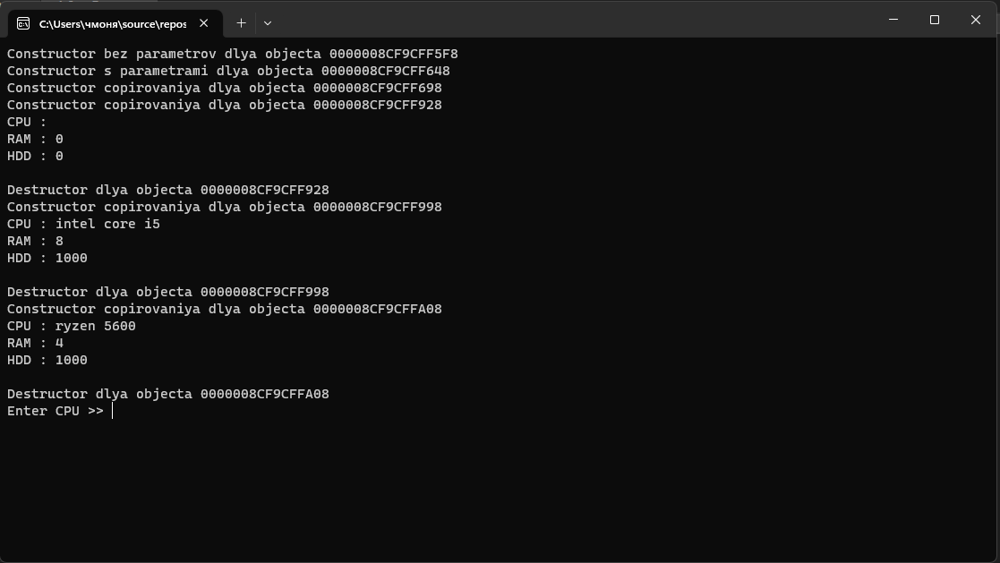 C:\Users\чмоня\source\repos
Constructor bez parametrov dlya objecta 0000008CF9CFF5F8
Constructor s parametrami dlya objecta 0000008CF9CFF648
Constructor copirovaniya dlya objecta 0000008CF9CFF698
Constructor copirovaniya dlya objecta 0000008CF9CFF928
CPU :
RAM : 0
HDD : 0
Destructor dlya objecta 0000008CF9CFF928
Constructor copirovaniya dlya objecta 0000008CF9CFF998
CPU : intel core i5
RAM : 8
HDD : 1000
Destructor dlya objecta 0000008CF9CFF998
Constructor copirovaniya dlya objecta 0000008CF9CFFA08
CPU : ryzen 5600
RAM : 4
HDD : 1000
Destructor dlya objecta 0000008CF9CFFA08
Enter CPU >>